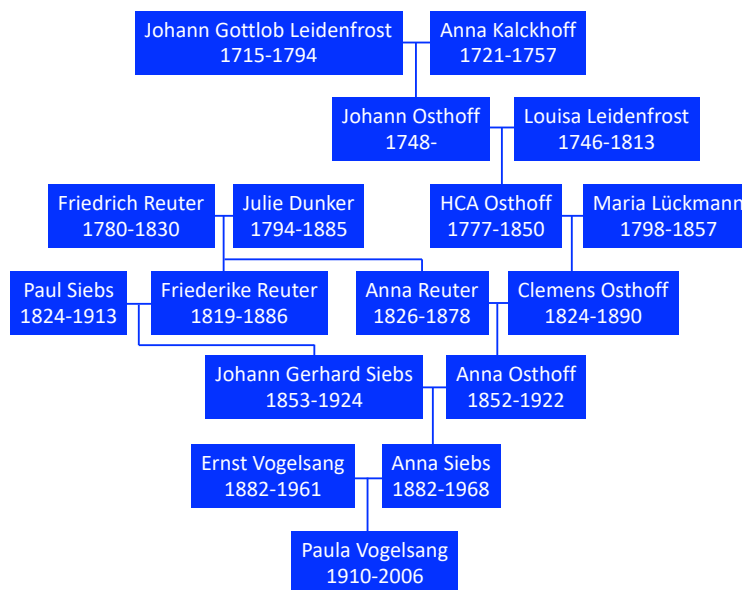 Johann Gottlob Leidenfrost
1715-1794
Anna Kalckhoff
1721-1757
Johann Osthoff
1748-
Louisa Leidenfrost
1746-1813
Friedrich Reuter
1780-1830
Julie Dunker
1794-1885
HCA Osthoff
1777-1850
Maria Lückmann
1798-1857
Paul Siebs
1824-1913
Friederike Reuter
1819-1886
Anna Reuter
1826-1878
Clemens Osthoff
1824-1890
Johann Gerhard Siebs
1853-1924
Anna Osthoff
1852-1922
Ernst Vogelsang
1882-1961
Anna Siebs
1882-1968
Paula Vogelsang
1910-2006